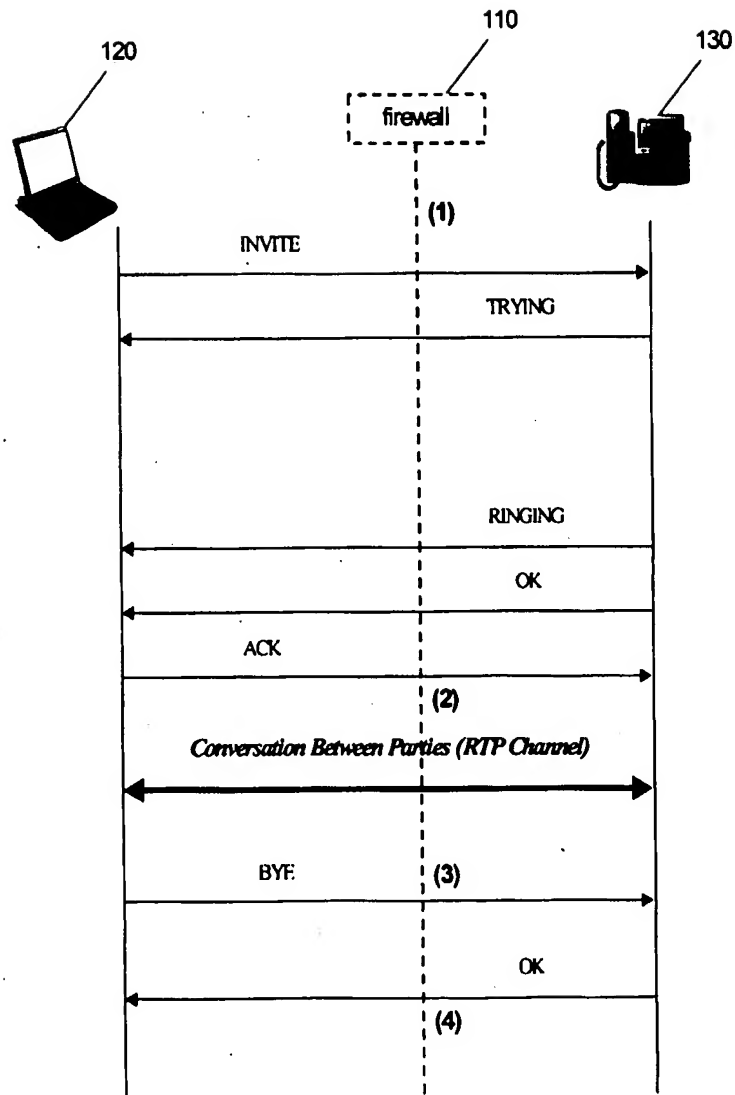 110
120
130
firewall
(1)
INVITE
TRYING
RINGING
OK
ACK
(2)
Conversation Between Parties (RTP Channel)
BYE
(3)
OK
(4)